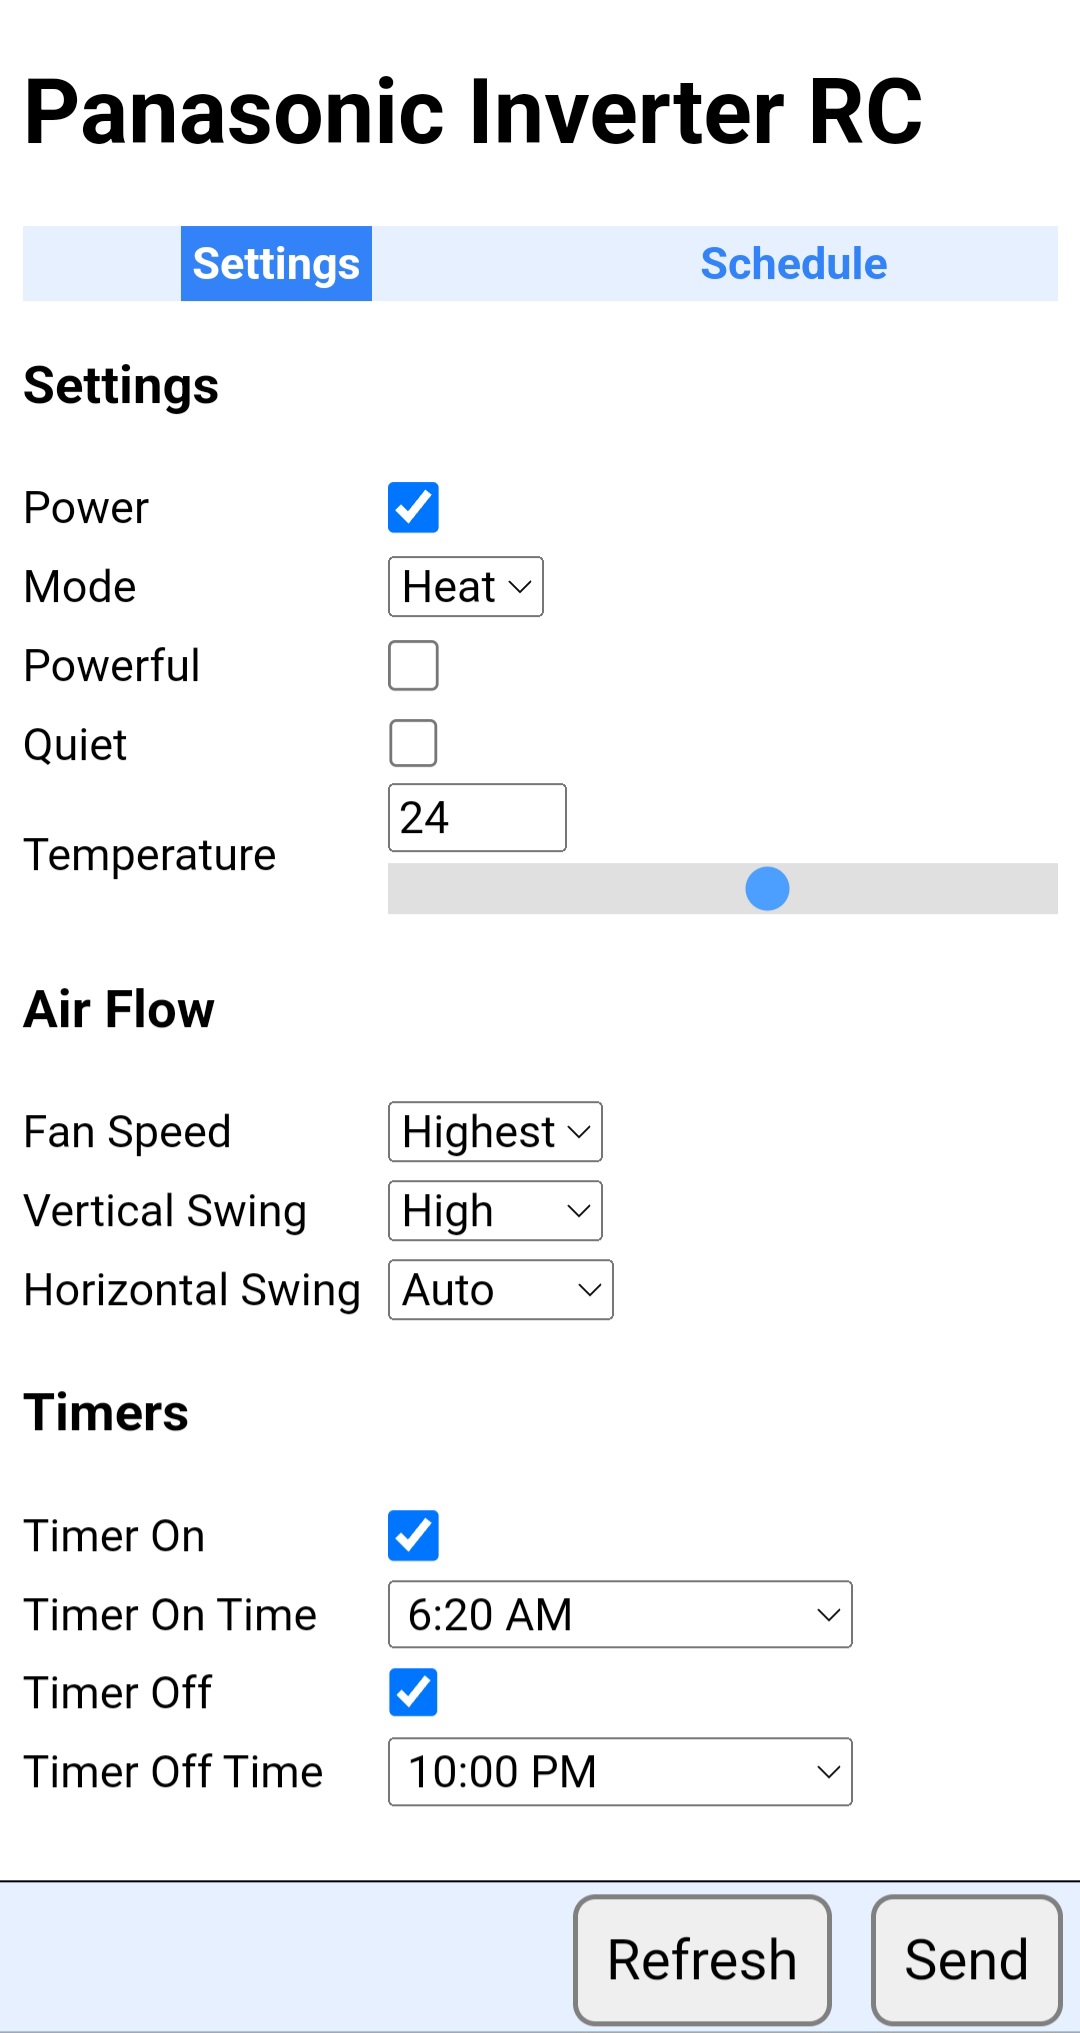 Panasonic Inverter RC
Settings Schedule
Settings
Power
Mode Heat
Powerful
Quiet
Temperature 24
Air Flow
Fan Speed Highest
Vertical Swing High
Horizontal Swing Auto
Timers
Timer On
Timer On Time 6:20 AM
Timer Off
Timer Off Time 10:00 PM
Refresh Send